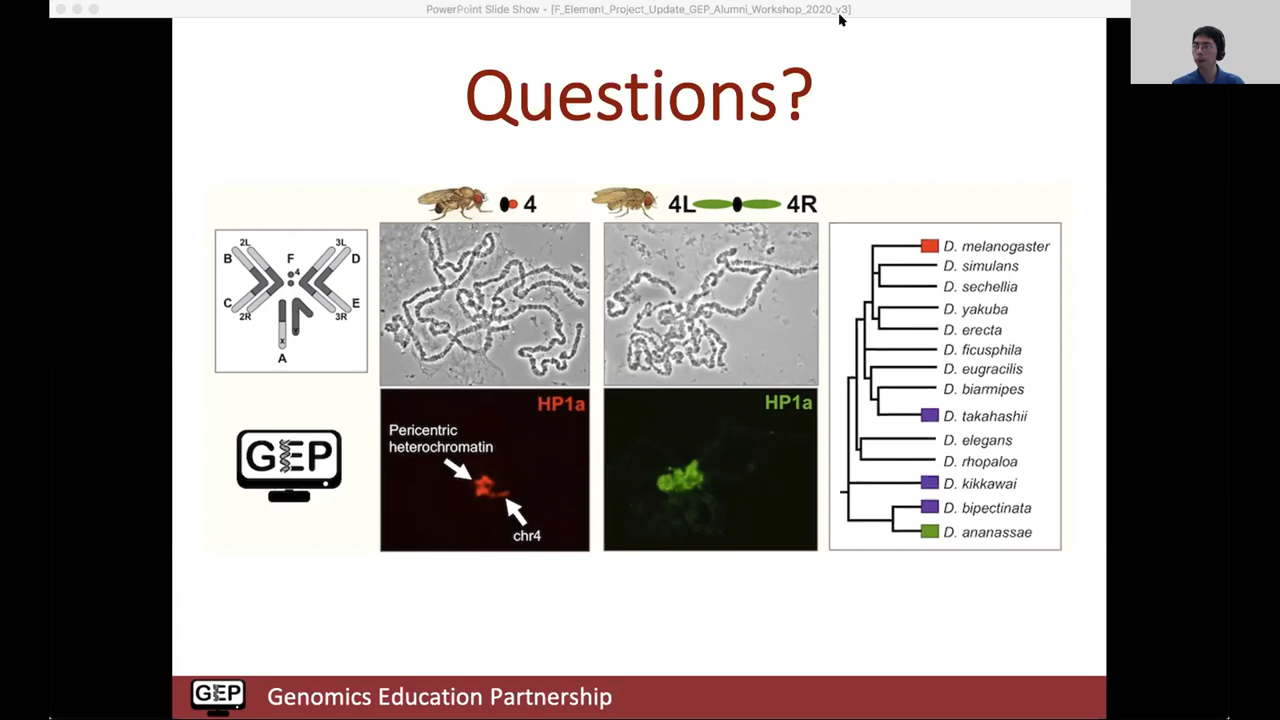 PowerPoint Slide Show - [F_Element_Project_Update_GEP_Alumni_Workshop_2020_v3]
Questions?
4
4L 4R
2L 3L
B F D
4
C E
2R 3R
X Y
A
HP1a
Pericentric
heterochromatin
chr4
HP1a
D. melanogaster
D. simulans
D. sechellia
D. yakuba
D. erecta
D. ficusphila
D. eugracilis
D. biarmipes
D. takahashii
D. elegans
D. rhopaloa
D. kikkawai
D. bipectinata
D. ananassae
GEP
GEP
Genomics Education Partnership